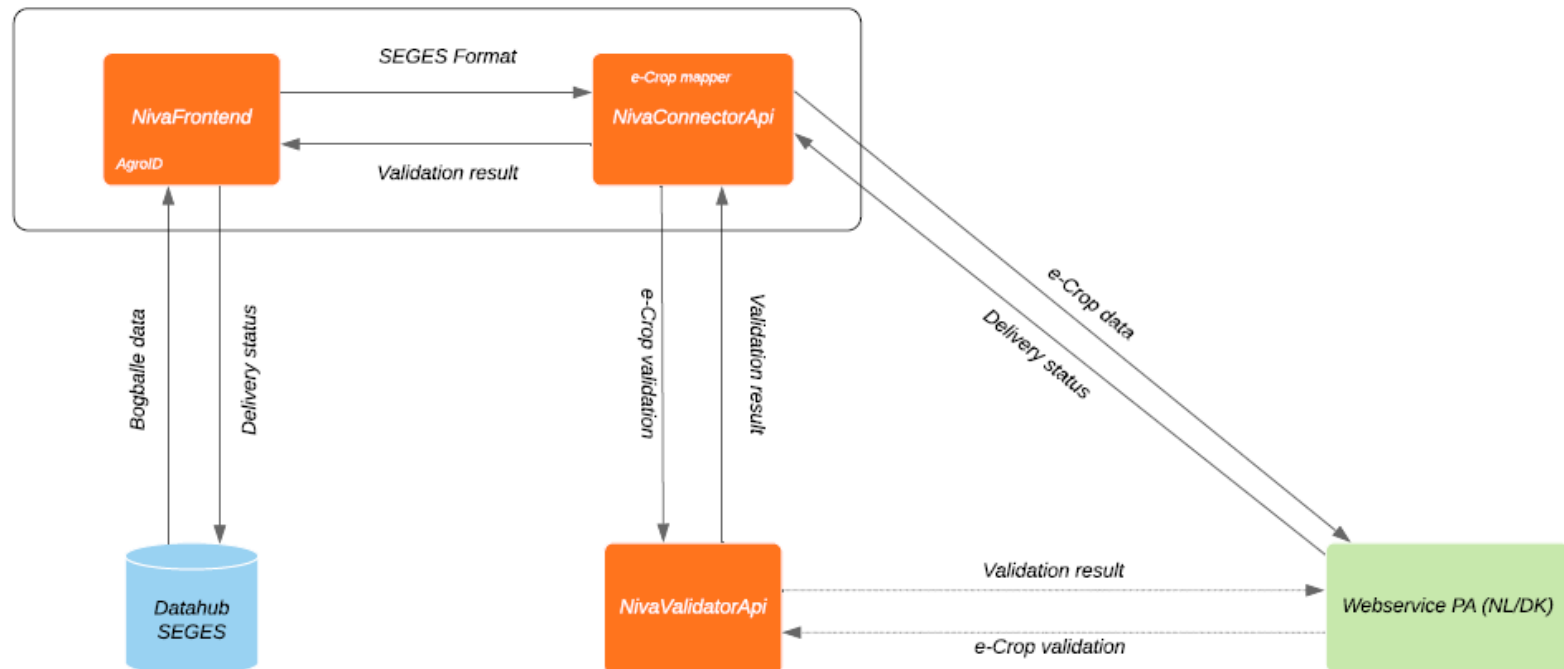 SEGES Format
e-Crop mapper
NivaFrontend
NivaConnectorApi
AgroID
Validation result
Bogballe data
Delivery status
e-Crop validation
Validation result
e-Crop data
Delivery status
Datahub
SEGES
NivaValidatorApi
Validation result
e-Crop validation
Webservice PA (NL/DK)